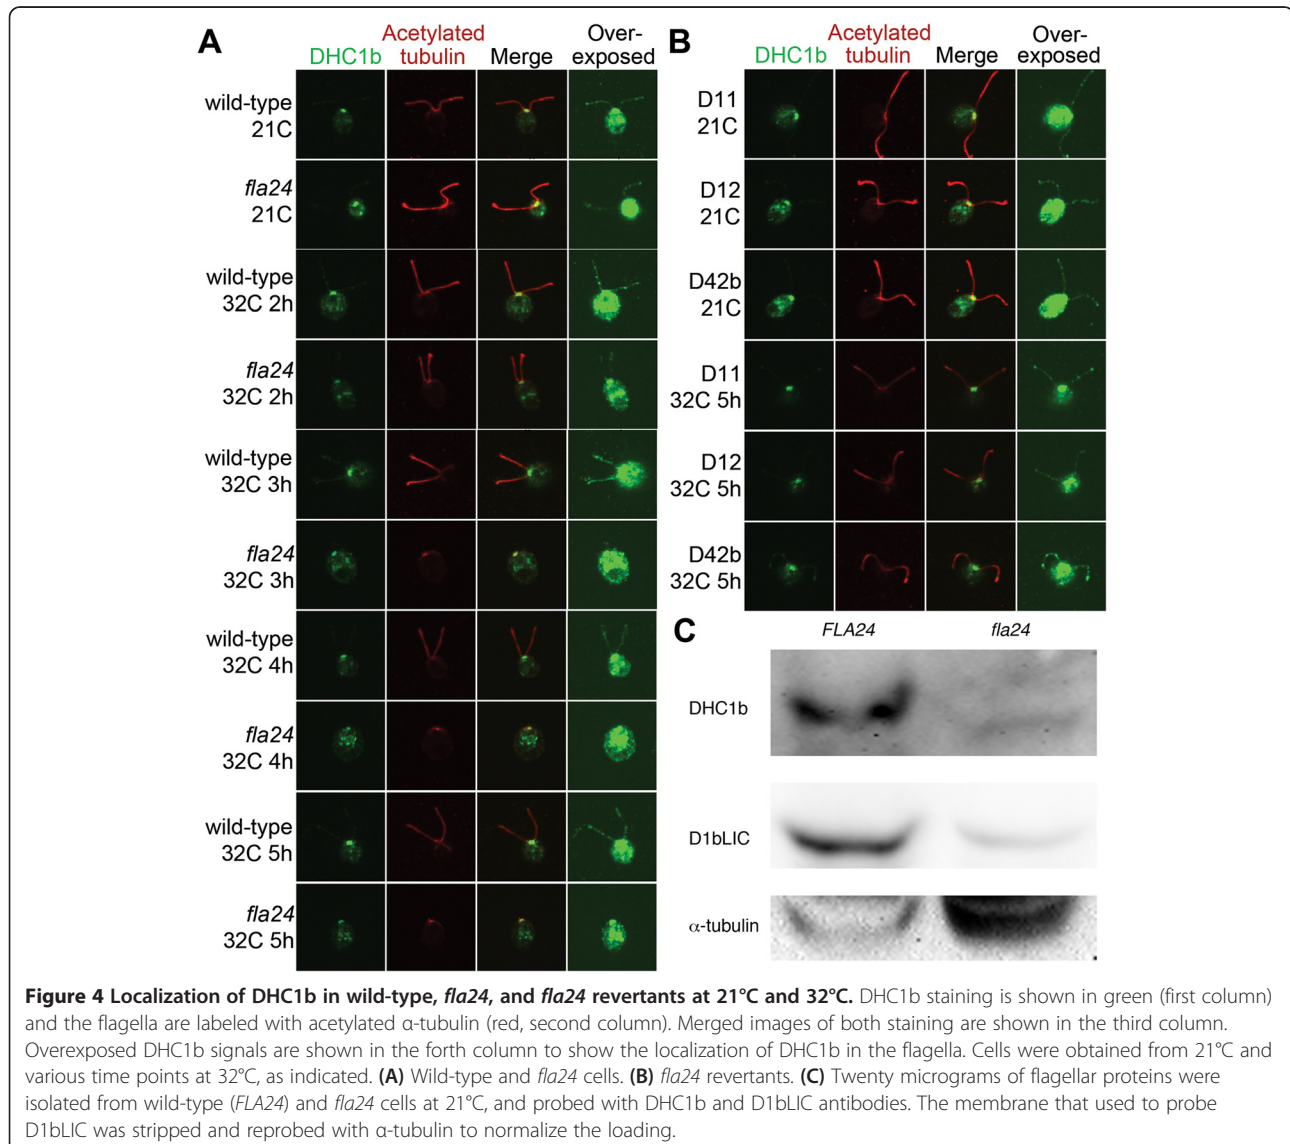 A
DHC1b Acetylated tubulin Merge Over-exposed
wild-type 21C
fla24 21C
wild-type 32C 2h
fla24 32C 2h
wild-type 32C 3h
fla24 32C 3h
wild-type 32C 4h
fla24 32C 4h
wild-type 32C 5h
fla24 32C 5h
B
DHC1b Acetylated tubulin Merge Over-exposed
D11 21C
D12 21C
D42b 21C
D11 32C 5h
D12 32C 5h
D42b 32C 5h
C
FLA24 fla24
DHC1b
D1bLIC
α-tubulin
Figure 4 Localization of DHC1b in wild-type, fla24, and fla24 revertants at 21°C and 32°C. DHC1b staining is shown in green (first column)
and the flagella are labeled with acetylated α-tubulin (red, second column). Merged images of both staining are shown in the third column.
Overexposed DHC1b signals are shown in the forth column to show the localization of DHC1b in the flagella. Cells were obtained from 21°C and
various time points at 32°C, as indicated. (A) Wild-type and fla24 cells. (B) fla24 revertants. (C) Twenty micrograms of flagellar proteins were
isolated from wild-type (FLA24) and fla24 cells at 21°C, and probed with DHC1b and D1bLIC antibodies. The membrane that used to probe
D1bLIC was stripped and reprobed with α-tubulin to normalize the loading.